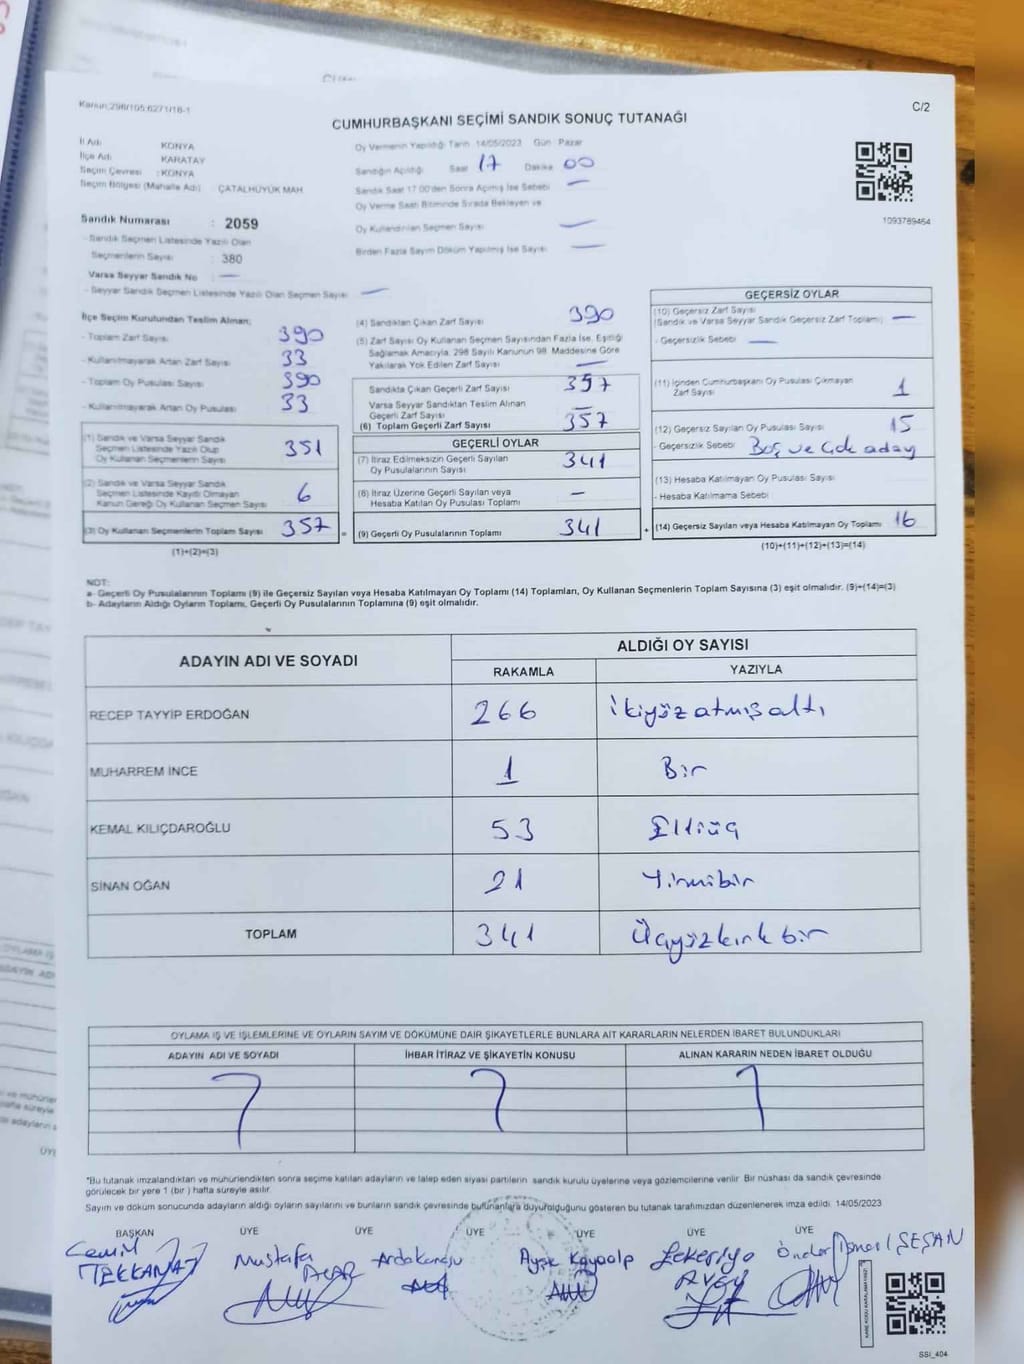 Kanun:298/105;6271/18-1
C/2
CUMHURBAŞKANI SEÇİMİ SANDIK SONUÇ TUTANAĞI
İl Adı KONYA
İlçe Adı KARATAY
Seçim Çevresi : KONYA
Seçim Bölgesi (Mahalle Adı) ÇATALHÜYÜK MAH
Sandık Numarası : 2059
- Sandık Seçmen Listesinde Yazılı Olan
Seçmenlerin Sayısı : 380
Varsa Seyyar Sandık No —
- Seyyar Sandık Seçmen Listesinde Yazılı Olan Seçmen Sayısı —
Oy Vermenin Yapıldığı Tarih 14/05/2023 Gün Pazar
Sandığın Açıldığı Saat 17 Dakika 00
Sandık Saat 17:00'den Sonra Açılmış İse Sebebi —
Oy Verme Saati Bitiminde Sırada Bekleyen ve
Oy Kullandırılan Seçmen Sayısı —
Birden Fazla Sayım Döküm Yapılmış İse Sayısı —
1093789464
İlçe Seçim Kurulundan Teslim Alınan;
- Toplam Zarf Sayısı 390
- Kullanılmayarak Artan Zarf Sayısı 33
- Toplam Oy Pusulası Sayısı 390
- Kullanılmayarak Artan Oy Pusulası 33
(1) Sandık ve Varsa Seyyar Sandık
Seçmen Listesinde Yazılı Olup
Oy Kullanan Seçmenlerin Sayısı 351
(2) Sandık ve Varsa Seyyar Sandık
Seçmen Listesinde Kayıtlı Olmayan
Kanun Gereği Oy Kullanan Seçmen Sayısı 6
(3) Oy Kullanan Seçmenlerin Toplam Sayısı 357
(1)+(2)=(3)
(4) Sandıktan Çıkan Zarf Sayısı 390
(5) Zarf Sayısı Oy Kullanan Seçmen Sayısından Fazla İse, Eşitliği
Sağlamak Amacıyla, 298 Sayılı Kanunun 98. Maddesine Göre
Yakılarak Yok Edilen Zarf Sayısı —
Sandıkta Çıkan Geçerli Zarf Sayısı 357
Varsa Seyyar Sandıktan Teslim Alınan
Geçerli Zarf Sayısı —
(6) Toplam Geçerli Zarf Sayısı 357
GEÇERLİ OYLAR
(7) İtiraz Edilmeksizin Geçerli Sayılan
Oy Pusulalarının Sayısı 341
(8) İtiraz Üzerine Geçerli Sayılan veya
Hesaba Katılan Oy Pusulası Toplamı —
= (9) Geçerli Oy Pusulalarının Toplamı 341
GEÇERSİZ OYLAR
(10) Geçersiz Zarf Sayısı
(Sandık ve Varsa Seyyar Sandık Geçersiz Zarf Toplamı) —
- Geçersizlik Sebebi —
(11) İçinden Cumhurbaşkanı Oy Pusulası Çıkmayan
Zarf Sayısı 1
(12) Geçersiz Sayılan Oy Pusulası Sayısı 15
- Geçersizlik Sebebi Boş ve Çok aday
(13) Hesaba Katılmayan Oy Pusulası Sayısı
- Hesaba Katılmama Sebebi
+ (14) Geçersiz Sayılan veya Hesaba Katılmayan Oy Toplamı 16
(10)+(11)+(12)+(13)=(14)
NOT:
a- Geçerli Oy Pusulalarının Toplamı (9) ile Geçersiz Sayılan veya Hesaba Katılmayan Oy Toplamı (14) Toplamları, Oy Kullanan Seçmenlerin Toplam Sayısına (3) eşit olmalıdır. (9)+(14)=(3)
b- Adayların Aldığı Oyların Toplamı, Geçerli Oy Pusulalarının Toplamına (9) eşit olmalıdır.
ADAYIN ADI VE SOYADI ALDIĞI OY SAYISI
RAKAMLA YAZIYLA
RECEP TAYYİP ERDOĞAN 266 ikiyüzatmışaltı
MUHARREM İNCE 1 Bir
KEMAL KILIÇDAROĞLU 53 Elliüç
SİNAN OĞAN 21 Yirmibir
TOPLAM 341 Üçyüzkırkbir
OYLAMA İŞ VE İŞLEMLERİNE VE OYLARIN SAYIM VE DÖKÜMÜNE DAİR ŞİKAYETLERLE BUNLARA AİT KARARLARIN NELERDEN İBARET BULUNDUKLARI
ADAYIN ADI VE SOYADI İHBAR İTİRAZ VE ŞİKAYETİN KONUSU ALINAN KARARIN NEDEN İBARET OLDUĞU
"Bu tutanak imzalandıktan ve mühürlendikten sonra seçime katılan adayların ve talep eden siyasi partilerin sandık kurulu üyelerine veya gözlemcilerine verilir. Bir nüshası da sandık çevresinde
görülecek bir yere 1 (bir ) hafta süreyle asılır.
Sayım ve döküm sonucunda adayların aldığı oyların sayılarını ve bunların sandık çevresinde bulunanlara duyurulduğunu gösteren bu tutanak tarafımızdan düzenlenerek imza edildi. 14/05/2023
BAŞKAN ÜYE ÜYE ÜYE ÜYE ÜYE ÜYE
Cemil Mustafa Ayşe Kayaalp Zekeriya Önder İsmail SEŞAN
TEKKANAT ACAR
SSI_404